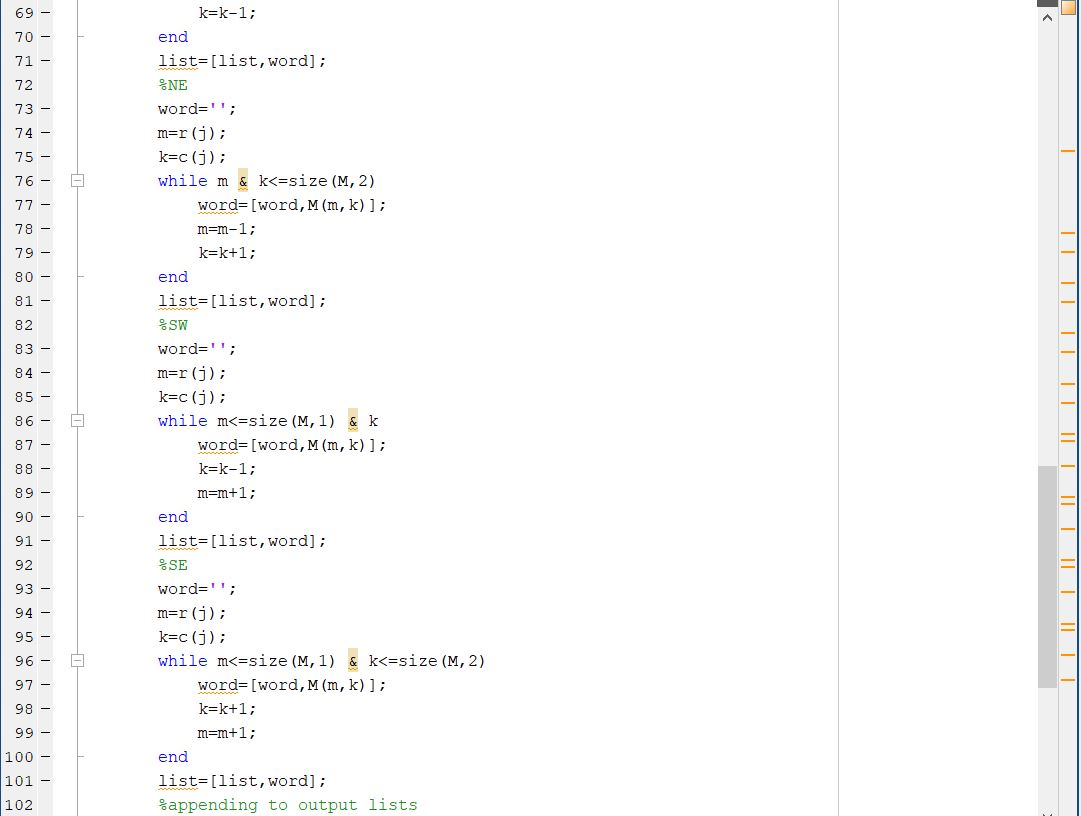 69 – k=k-1;
70 – end
71 – list=[list,word];
72 %NE
73 – word='';
74 – m=r(j);
75 – k=c(j);
76 – while m & k<=size(M,2)
77 – word=[word,M(m,k)];
78 – m=m-1;
79 – k=k+1;
80 – end
81 – list=[list,word];
82 %SW
83 – word='';
84 – m=r(j);
85 – k=c(j);
86 – while m<=size(M,1) & k
87 – word=[word,M(m,k)];
88 – k=k-1;
89 – m=m+1;
90 – end
91 – list=[list,word];
92 %SE
93 – word='';
94 – m=r(j);
95 – k=c(j);
96 – while m<=size(M,1) & k<=size(M,2)
97 – word=[word,M(m,k)];
98 – k=k+1;
99 – m=m+1;
100 – end
101 – list=[list,word];
102 %appending to output lists